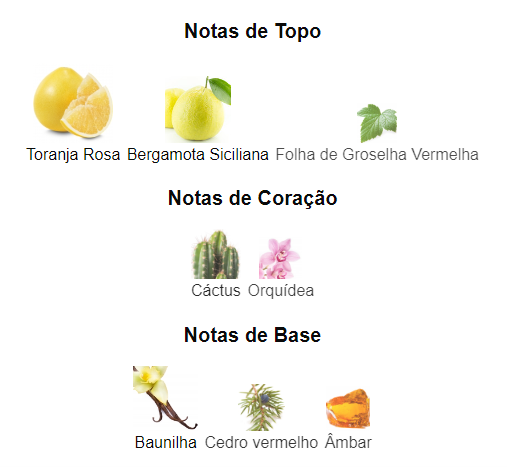 Notas de Topo
Toranja Rosa Bergamota Siciliana Folha de Groselha Vermelha
Notas de Coração
Cáctus Orquídea
Notas de Base
Baunilha Cedro vermelho Âmbar